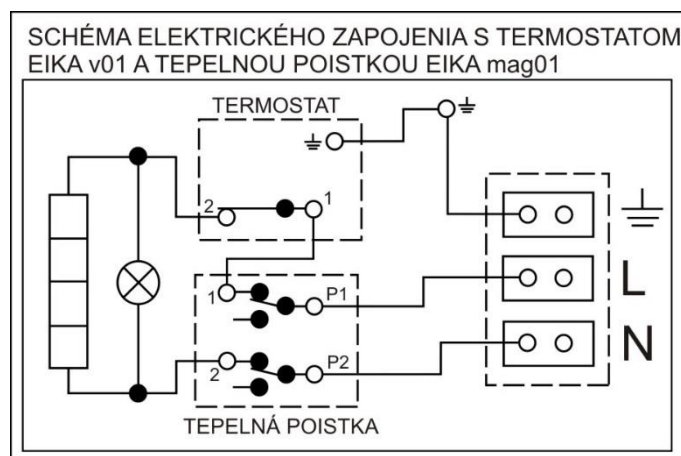 SCHÉMA ELEKTRICKÉHO ZAPOJENIA S TERMOSTATOM
EIKA v01 A TEPELNOU POISTKOU EIKA mag01
TERMOSTAT
2
1
1
P1
L
2
P2
N
TEPELNÁ POISTKA